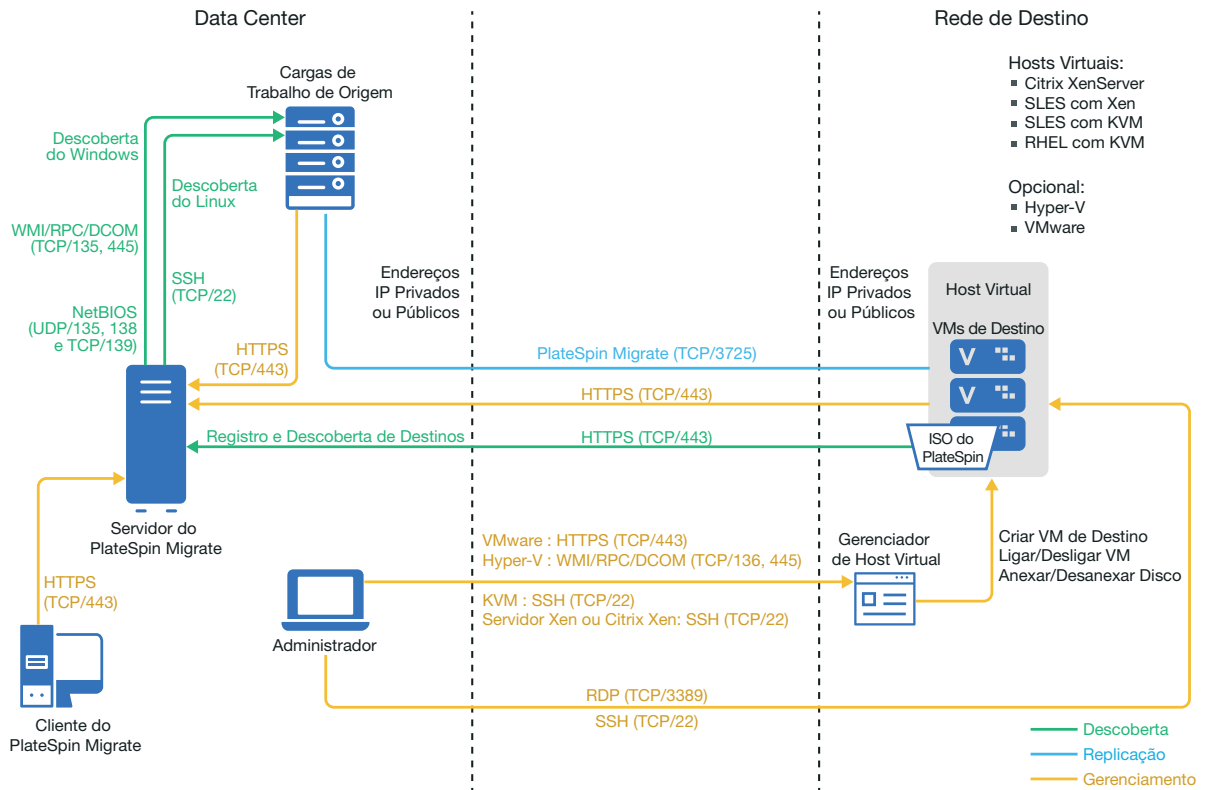 Data Center
Rede de Destino
Hosts Virtuais:
Citrix XenServer
SLES com Xen
SLES com KVM
RHEL com KVM
Opcional:
Hyper-V
VMware
Cargas de
Trabalho de Origem
Descoberta
do Windows
Descoberta
do Linux
WMI/RPC/DCOM
(TCP/135, 445)
SSH
(TCP/22)
NetBIOS
(UDP/135, 138
e TCP/139)
HTTPS
(TCP/443)
Endereços
IP Privados
ou Públicos
Endereços
IP Privados
ou Públicos
Host Virtual
VMs de Destino
V
V
ISO do
PlateSpin
PlateSpin Migrate (TCP/3725)
HTTPS (TCP/443)
Registro e Descoberta de Destinos
HTTPS (TCP/443)
Servidor do
PlateSpin Migrate
HTTPS
(TCP/443)
Cliente do
PlateSpin Migrate
Administrador
VMware : HTTPS (TCP/443)
Hyper-V : WMI/RPC/DCOM (TCP/136, 445)
KVM : SSH (TCP/22)
Servidor Xen ou Citrix Xen: SSH (TCP/22)
Gerenciador
de Host Virtual
Criar VM de Destino
Ligar/Desligar VM
Anexar/Desanexar Disco
RDP (TCP/3389)
SSH (TCP/22)
Descoberta
Replicação
Gerenciamento